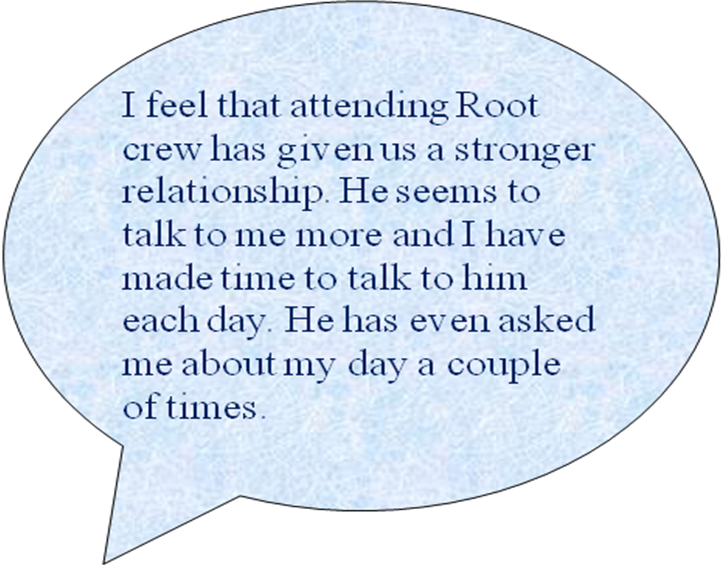 I feel that attending Root
crew has given us a stronger
relationship. He seems to
talk to me more and I have
made time to talk to him
each day. He has even asked
me about my day a couple
of times.